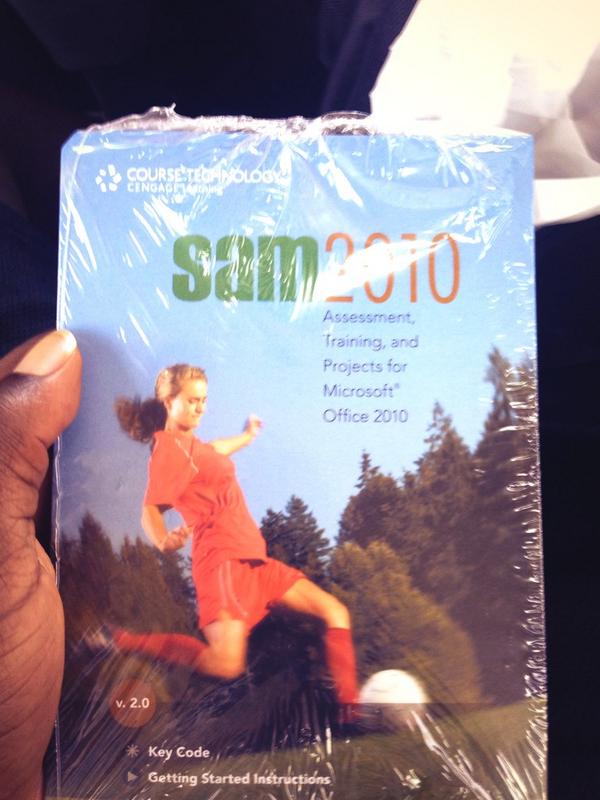 COURSE TECHNOLOGY
CENGAGE Learning
sam2010
Assessment,
Training, and
Projects for
Microsoft®
Office 2010
v. 2.0
Key Code
Getting Started Instructions